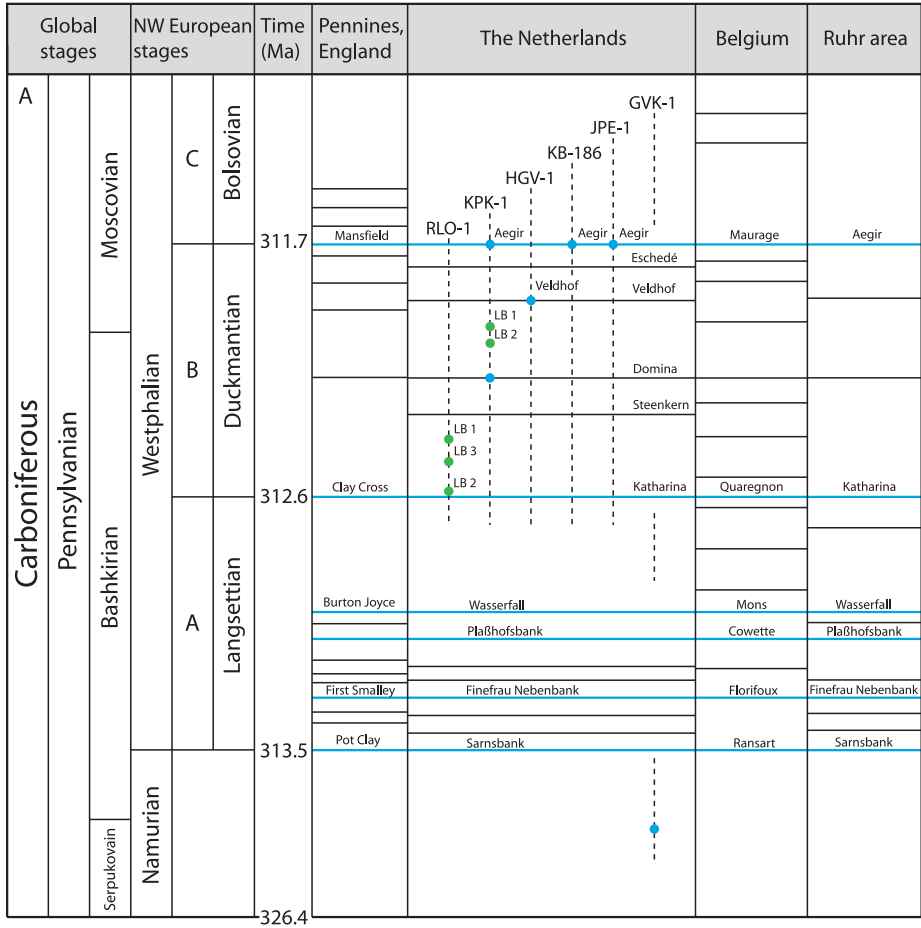 Global stages
NW European stages
Time (Ma)
Pennines, England
The Netherlands
Belgium
Ruhr area
A
Carboniferous
Pennsylvanian
Moscovian
Bashkirian
Serpukovain
Westphalian
Namurian
C
B
A
Bolsovian
Duckmantian
Langsettian
GVK-1
JPE-1
KB-186
HGV-1
KPK-1
RLO-1
311.7
Mansfield
Aegir
Aegir
Aegir
Maurage
Aegir
Eschedé
Veldhof
Veldhof
LB 1
LB 2
Domina
Steenkern
LB 1
LB 3
LB 2
312.6
Clay Cross
Katharina
Quaregnon
Katharina
Burton Joyce
Wasserfall
Mons
Wasserfall
Plaßhofsbank
Cowette
Plaßhofsbank
First Smalley
Finefrau Nebenbank
Florifoux
Finefrau Nebenbank
313.5
Pot Clay
Sarnsbank
Ransart
Sarnsbank
326.4